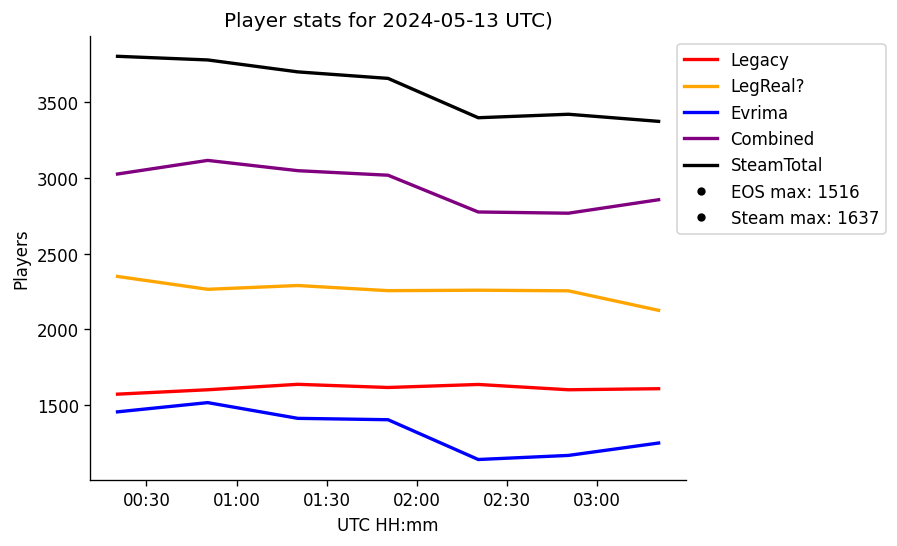 Player stats for 2024-05-13 UTC)
Legacy
LegReal?
Evrima
Combined
SteamTotal
EOS max: 1516
Steam max: 1637
Players
3500
3000
2500
2000
1500
00:30 01:00 01:30 02:00 02:30 03:00
UTC HH:mm